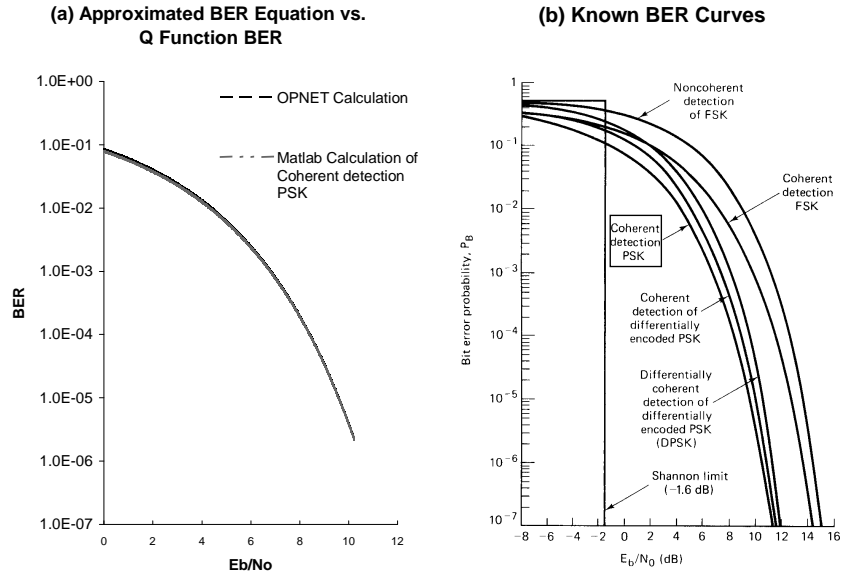 (a) Approximated BER Equation vs.
Q Function BER
1.0E+00
1.0E-01
1.0E-02
1.0E-03
1.0E-04
1.0E-05
1.0E-06
1.0E-07
BER
0 2 4 6 8 10 12
Eb/No
OPNET Calculation
Matlab Calculation of
Coherent detection
PSK
(b) Known BER Curves
1
10^-1
10^-2
10^-3
10^-4
10^-5
10^-6
10^-7
Bit error probability, P_B
-8 -6 -4 -2 0 2 4 6 8 10 12 14 16
E_b/N_0 (dB)
Noncoherent
detection
of FSK
Coherent
detection
FSK
Coherent
detection
PSK
Coherent
detection of
differentially
encoded PSK
Differentially
coherent
detection of
differentially
encoded PSK
(DPSK)
Shannon limit
(-1.6 dB)